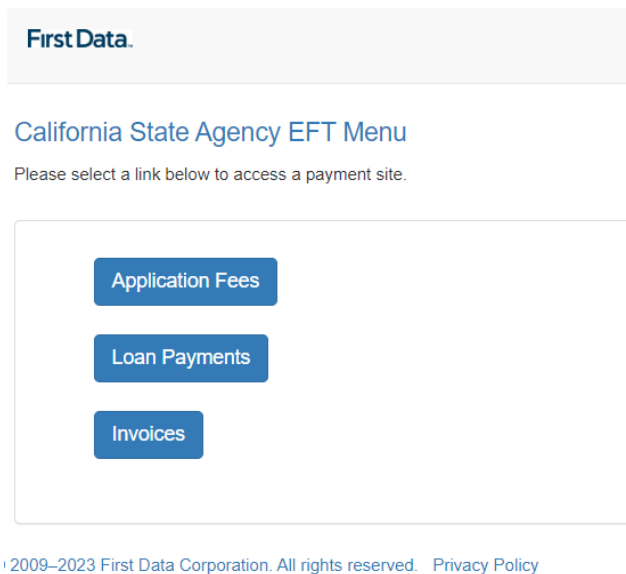 First Data.
California State Agency EFT Menu
Please select a link below to access a payment site.
Application Fees
Loan Payments
Invoices
2009–2023 First Data Corporation. All rights reserved. Privacy Policy